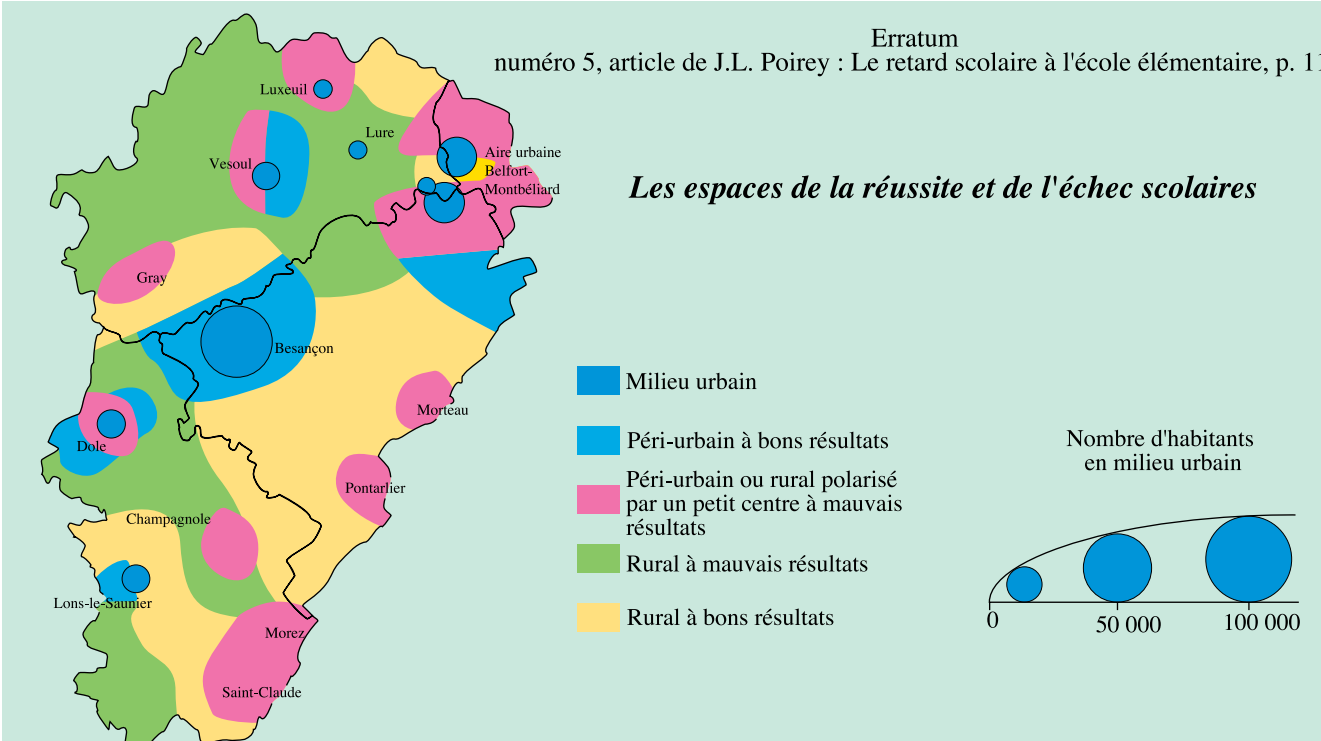 Erratum
numéro 5, article de J.L. Poirey : Le retard scolaire à l'école élémentaire, p. 11
Les espaces de la réussite et de l'échec scolaires
Luxeuil
Lure
Vesoul
Aire urbaine
Belfort-
Montbéliard
Gray
Besançon
Morteau
Dole
Pontarlier
Champagnole
Lons-le-Saunier
Morez
Saint-Claude
Milieu urbain
Péri-urbain à bons résultats
Péri-urbain ou rural polarisé
par un petit centre à mauvais
résultats
Rural à mauvais résultats
Rural à bons résultats
Nombre d'habitants
en milieu urbain
0
50 000
100 000